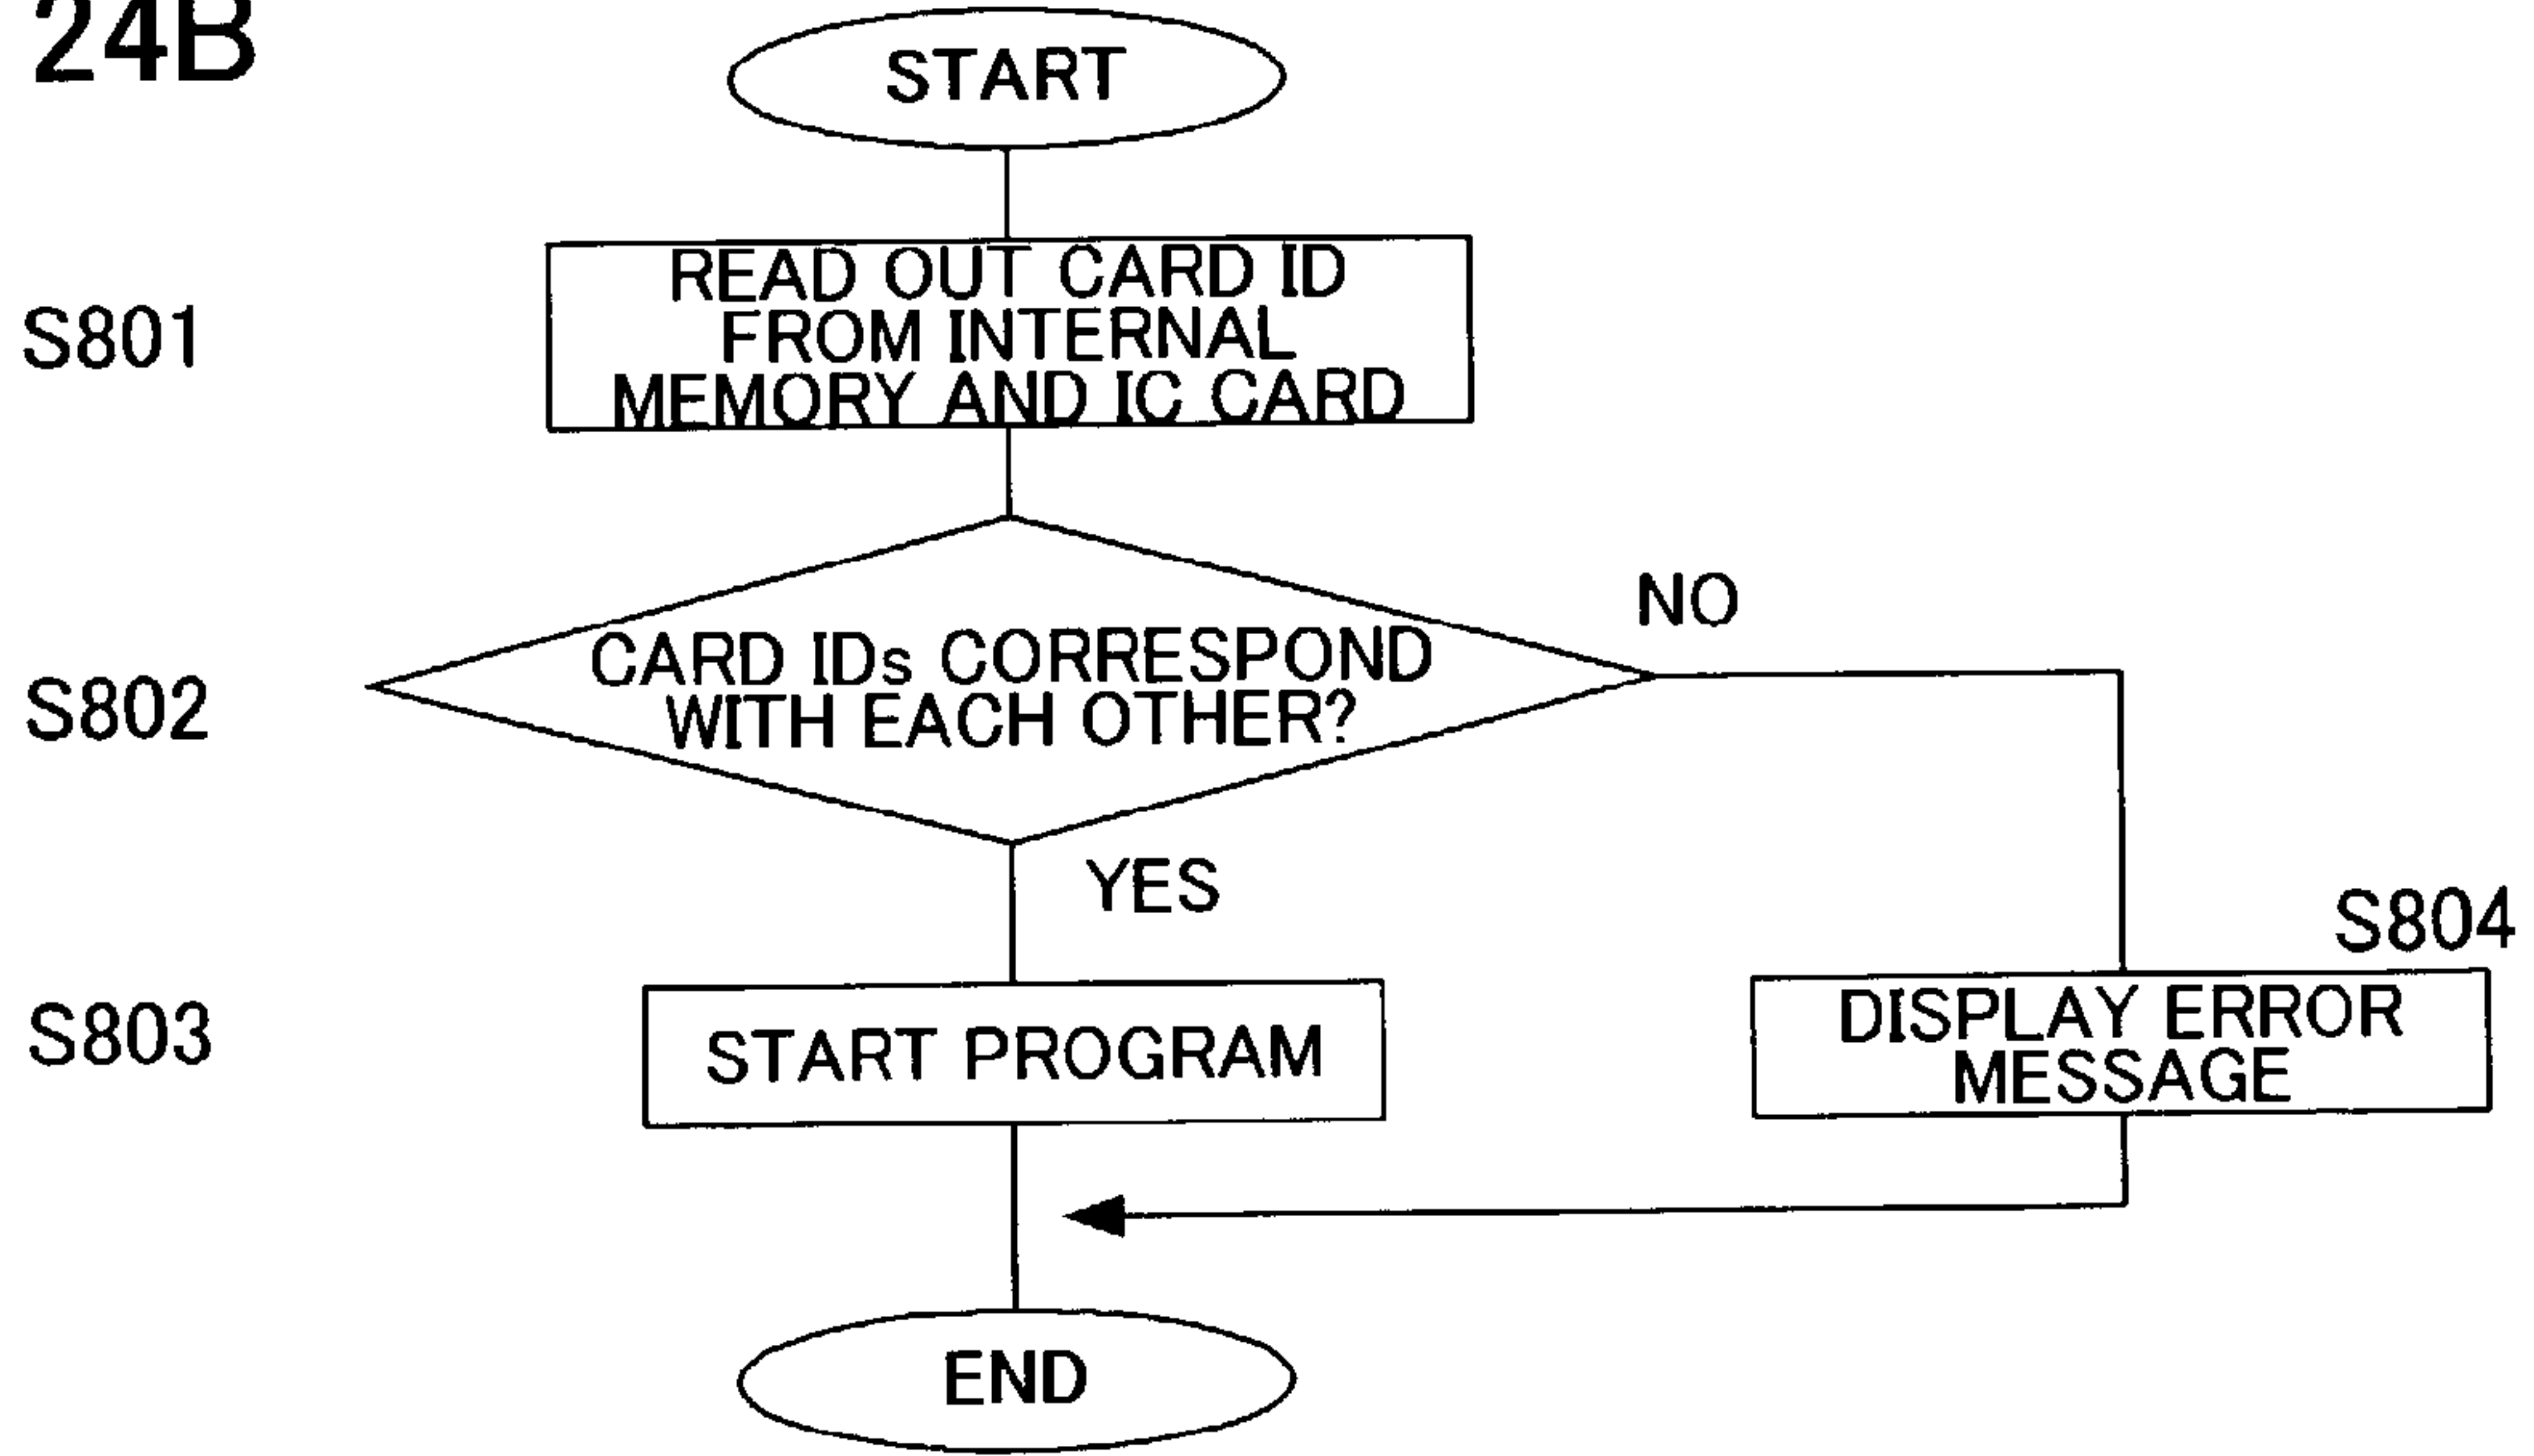 24B
START
S801
READ OUT CARD ID
FROM INTERNAL
MEMORY AND IC CARD
S802
CARD IDs CORRESPOND
WITH EACH OTHER?
NO
YES
S803
START PROGRAM
S804
DISPLAY ERROR
MESSAGE
END